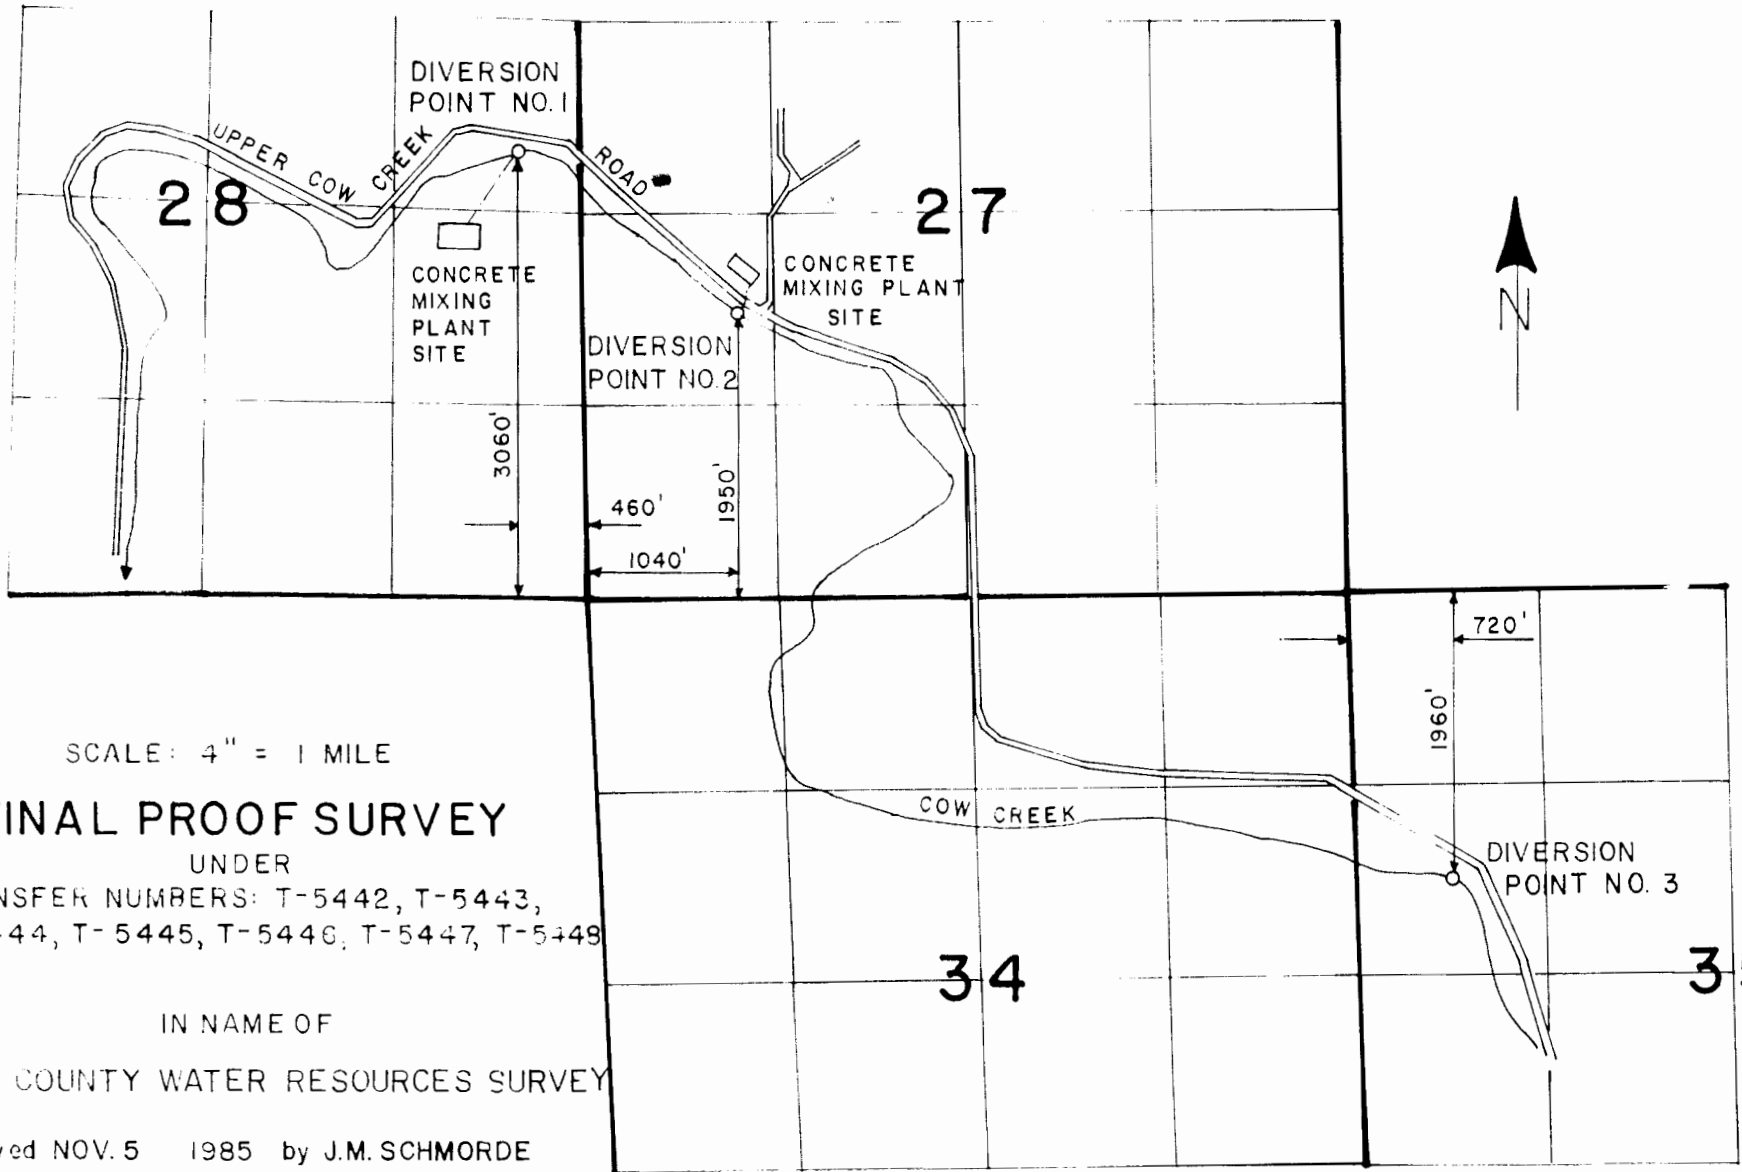 DIVERSION
POINT NO. 1
UPPER COW CREEK ROAD
28
27
CONCRETE
MIXING
PLANT
SITE
CONCRETE
MIXING PLANT
SITE
DIVERSION
POINT NO. 2
N
3060'
1950'
460'
1040'
720'
1960'
SCALE: 4" = 1 MILE
INAL PROOF SURVEY
UNDER
NSFER NUMBERS: T-5442, T-5443,
44, T-5445, T-5446, T-5447, T-5448
IN NAME OF
COUNTY WATER RESOURCES SURVEY
ed NOV. 5 1985 by J.M. SCHMORDE
COW CREEK
DIVERSION
POINT NO. 3
34
3